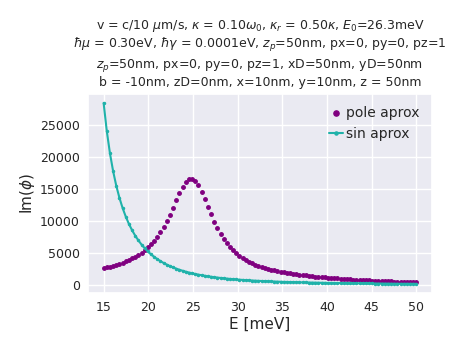 v = c/10 μm/s, κ = 0.10ω₀, κᵣ = 0.50κ, E₀=26.3meV
ℏμ = 0.30eV, ℏγ = 0.0001eV, zₚ=50nm, px=0, py=0, pz=1
zₚ=50nm, px=0, py=0, pz=1, xD=50nm, yD=50nm
b = -10nm, zD=0nm, x=10nm, y=10nm, z = 50nm
pole aprox
sin aprox
25000
20000
15000
10000
5000
0
Im(ϕ)
15 20 25 30 35 40 45 50
E [meV]